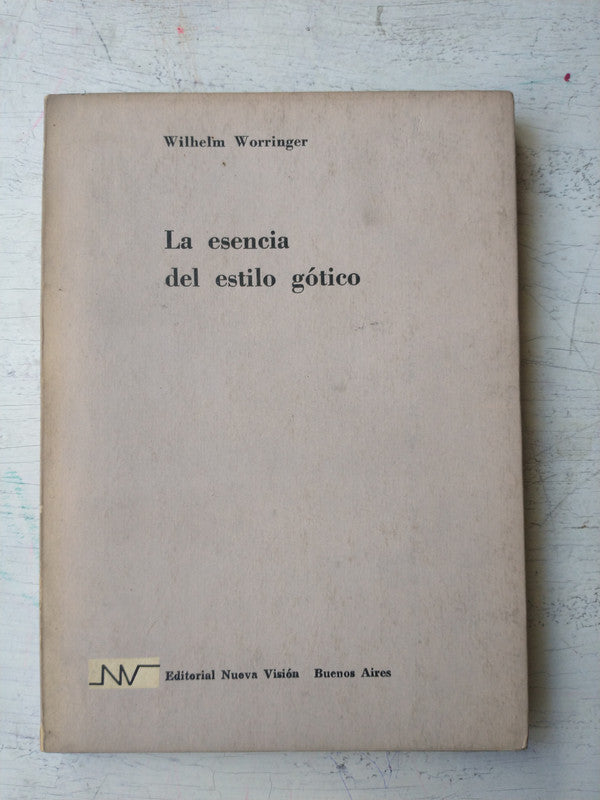 Wilhelm Worringer
La esencia
del estilo gótico
NV
Editorial Nueva Visión Buenos Aires